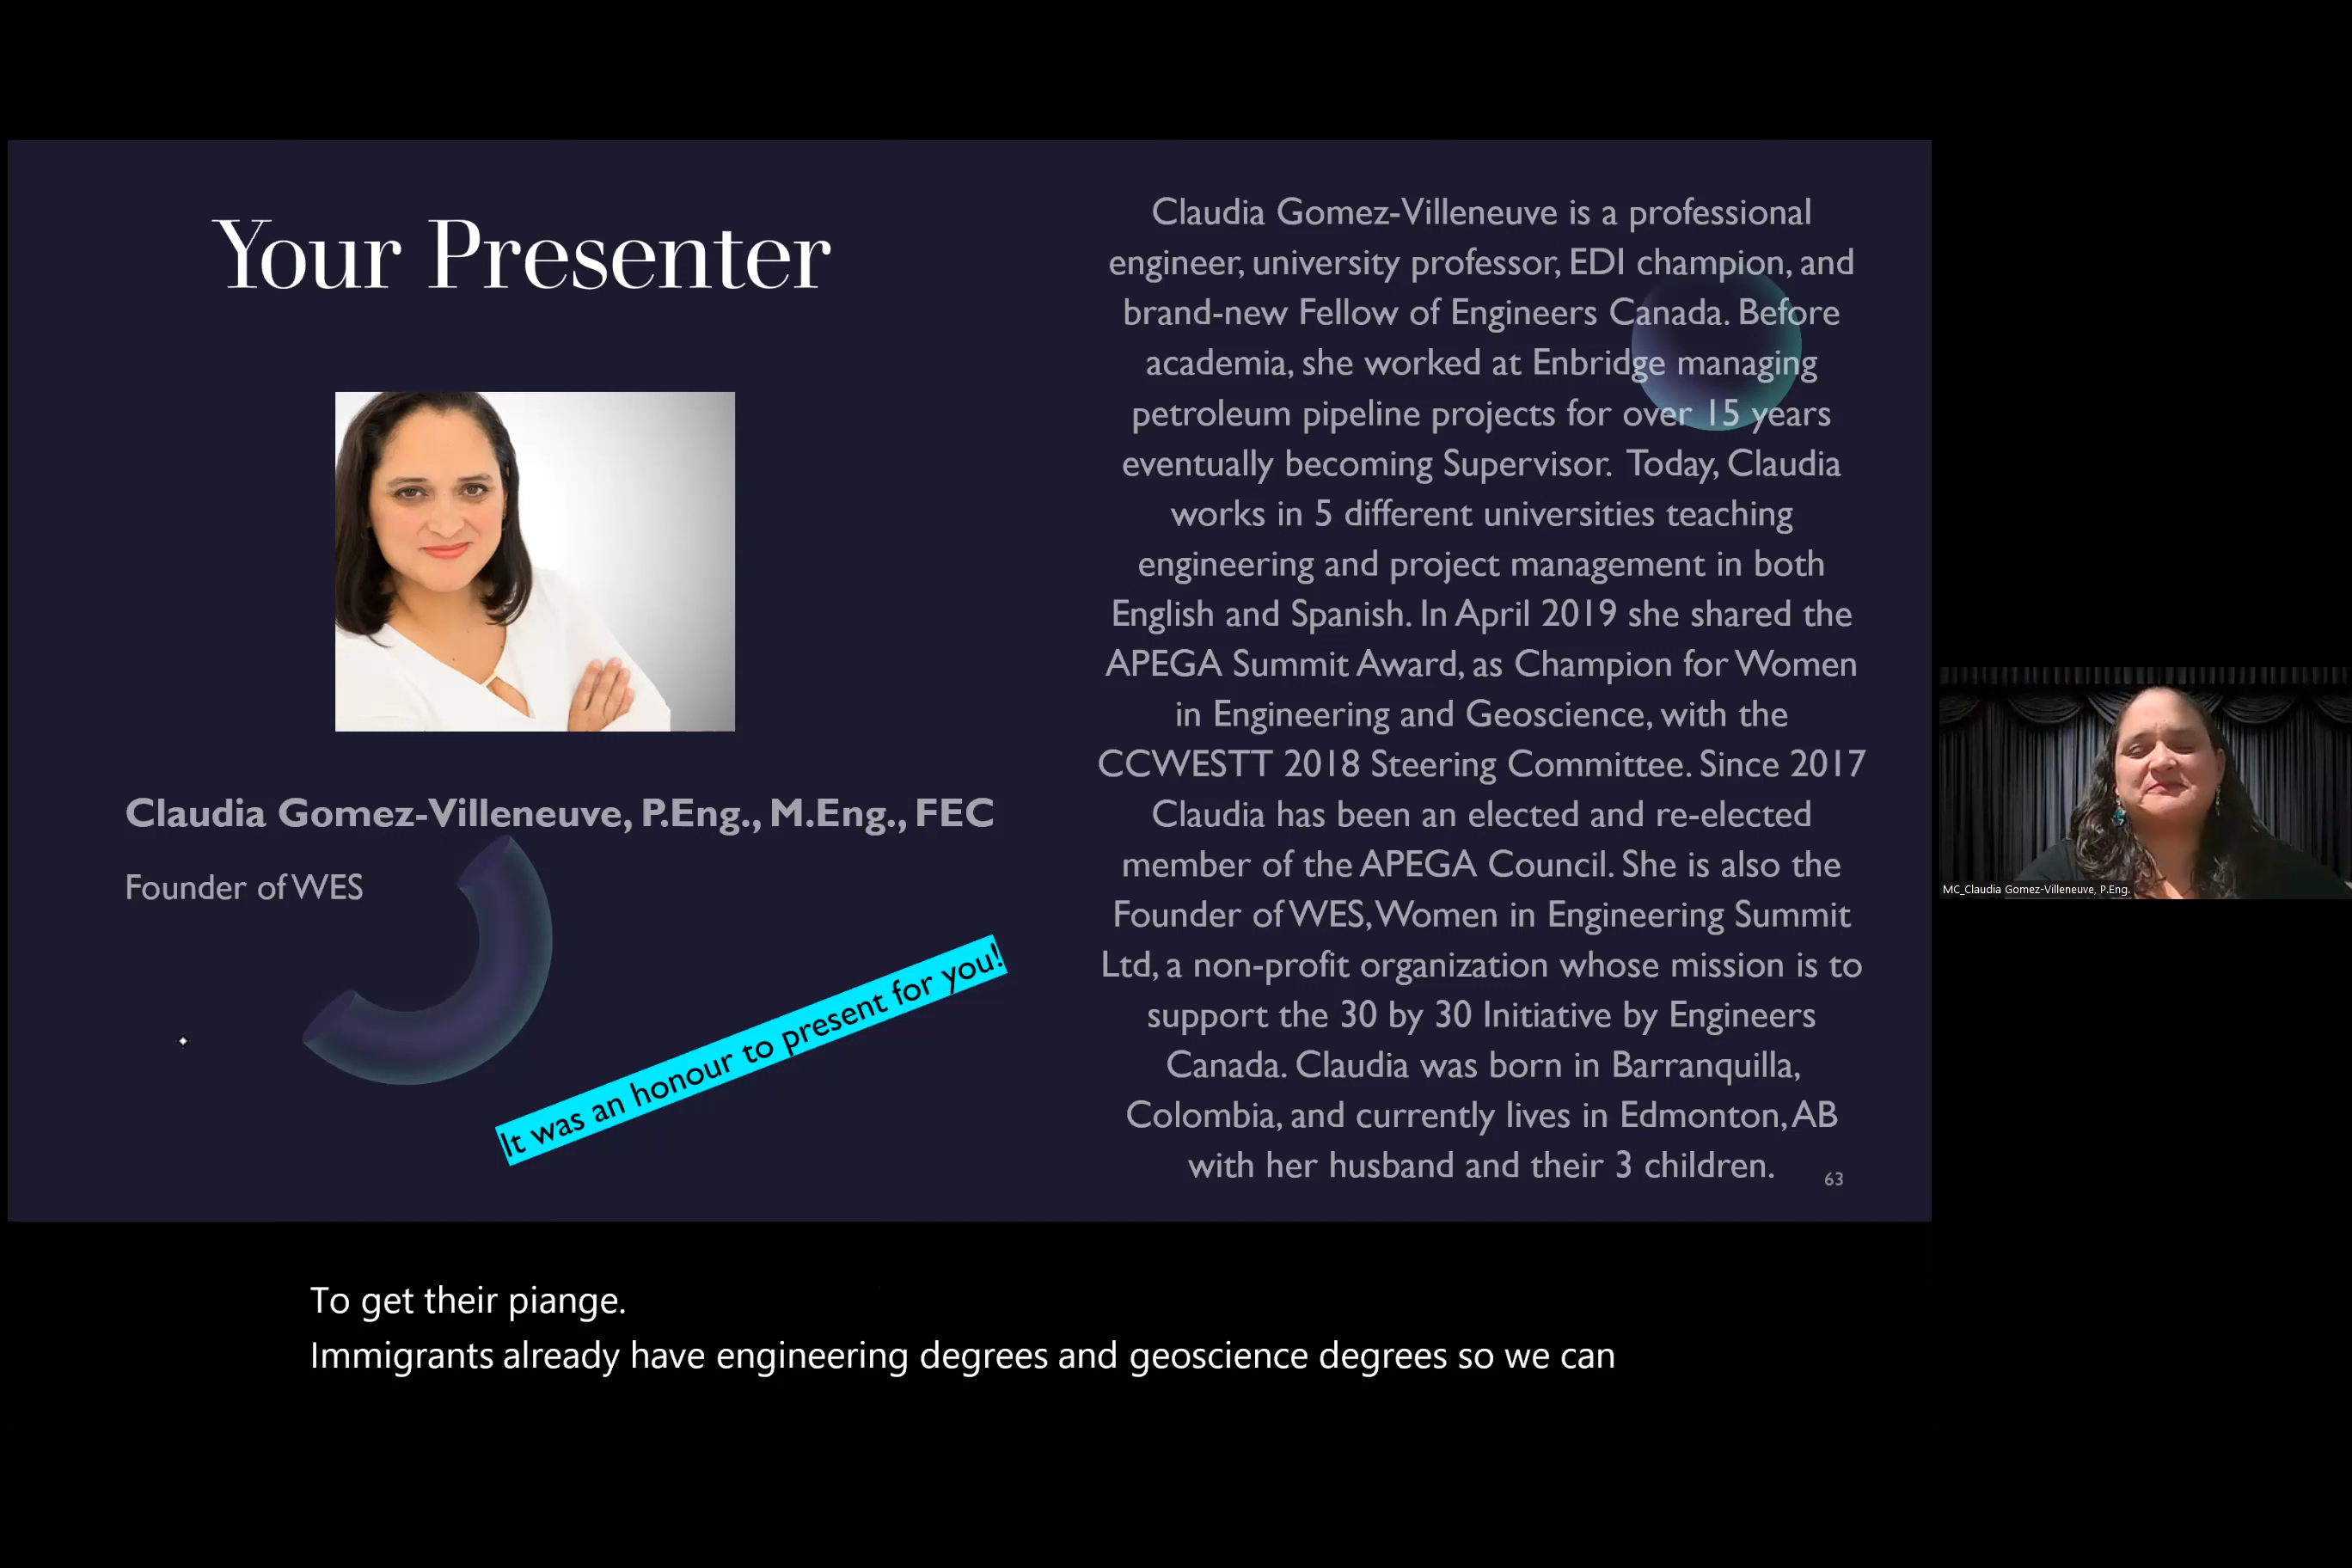 Your Presenter
Claudia Gomez-Villeneuve, P.Eng., M.Eng., FEC
Founder of WES
It was an honour to present for you!
Claudia Gomez-Villeneuve is a professional
engineer, university professor, EDI champion, and
brand-new Fellow of Engineers Canada. Before
academia, she worked at Enbridge managing
petroleum pipeline projects for over 15 years
eventually becoming Supervisor. Today, Claudia
works in 5 different universities teaching
engineering and project management in both
English and Spanish. In April 2019 she shared the
APEGA Summit Award, as Champion for Women
in Engineering and Geoscience, with the
CCWESTT 2018 Steering Committee. Since 2017
Claudia has been an elected and re-elected
member of the APEGA Council. She is also the
Founder of WES, Women in Engineering Summit
Ltd, a non-profit organization whose mission is to
support the 30 by 30 Initiative by Engineers
Canada. Claudia was born in Barranquilla,
Colombia, and currently lives in Edmonton, AB
with her husband and their 3 children.
63
MC_Claudia Gomez-Villeneuve, P.Eng.
To get their piange.
Immigrants already have engineering degrees and geoscience degrees so we can